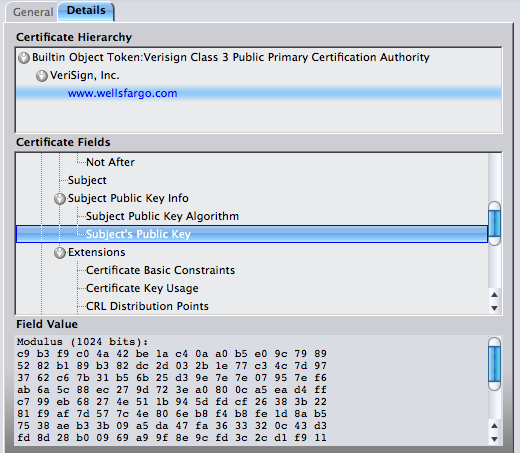 General Details
Certificate Hierarchy
Builtin Object Token:Verisign Class 3 Public Primary Certification Authority
VeriSign, Inc.
www.wellsfargo.com
Certificate Fields
Not After
Subject
Subject Public Key Info
Subject Public Key Algorithm
Subject's Public Key
Extensions
Certificate Basic Constraints
Certificate Key Usage
CRL Distribution Points
Field Value
Modulus (1024 bits):
c9 b3 f9 c0 4a 42 be 1a c4 0a a0 b5 e0 9c 79 89
52 82 b1 89 b3 82 dc 2d 03 2b 1e 77 c3 4c 7d 97
37 62 c6 7b 31 b5 6b 25 d3 9e 7e 7e 07 95 7e f6
ab 6a 5c 88 ec 27 9d 72 3e a0 80 0c a5 ea d4 ff
c7 99 eb 68 27 4e 51 1b 94 5d fd cf 26 38 3b 22
81 f9 af 7d 57 7c 4e 80 6e b8 f4 b8 fe 1d 8a b5
75 38 ae b3 3b 09 a5 da 47 fa 36 33 32 0c 43 d3
fd 8d 28 b0 09 69 a9 9f 8e 9c fd 3c 2c d1 f9 11